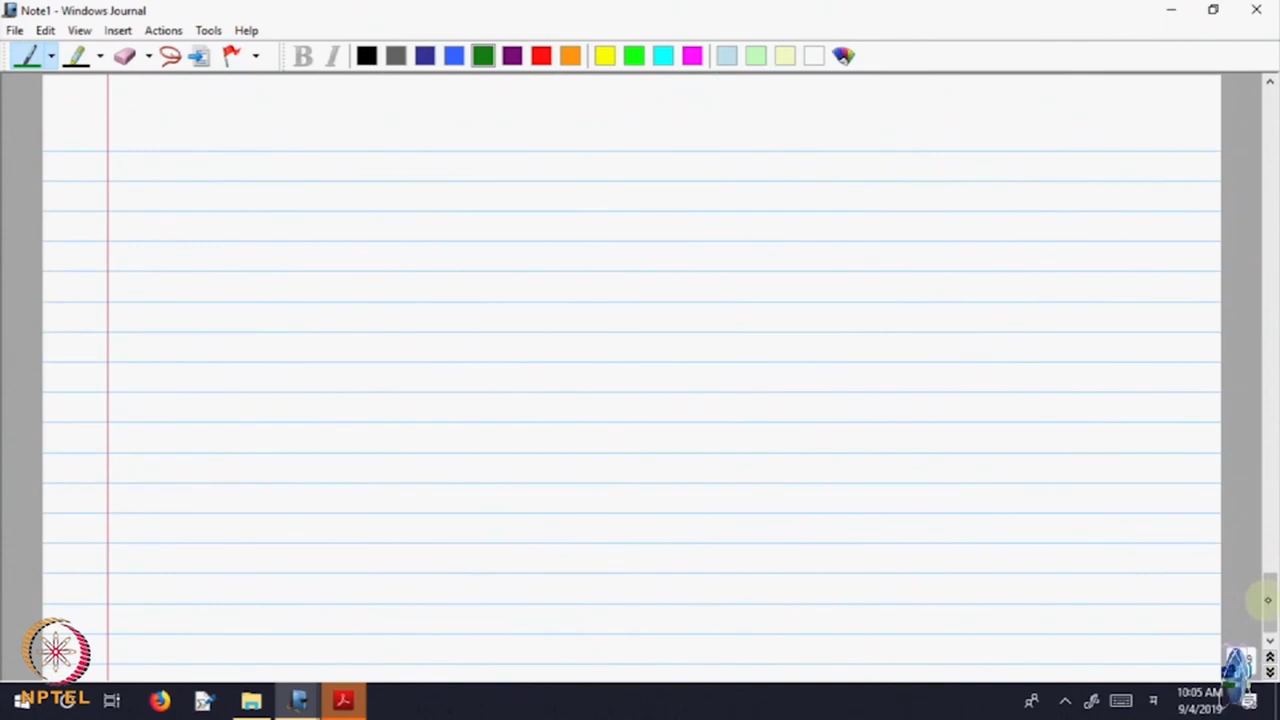 Note1 - Windows Journal
File Edit View Insert Actions Tools Help
B I
NPTEL
म
10:05 AM
9/4/2019